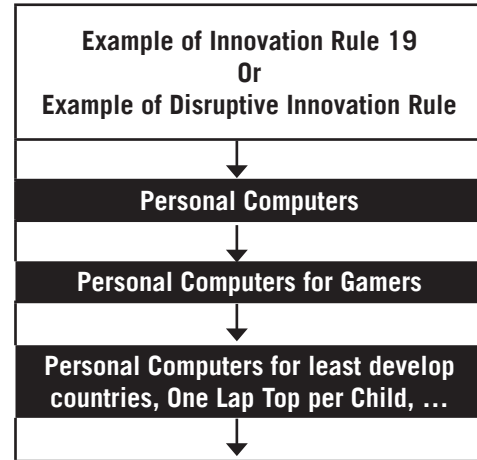 Example of Innovation Rule 19
Or
Example of Disruptive Innovation Rule
Personal Computers
Personal Computers for Gamers
Personal Computers for least develop
countries, One Lap Top per Child, ...